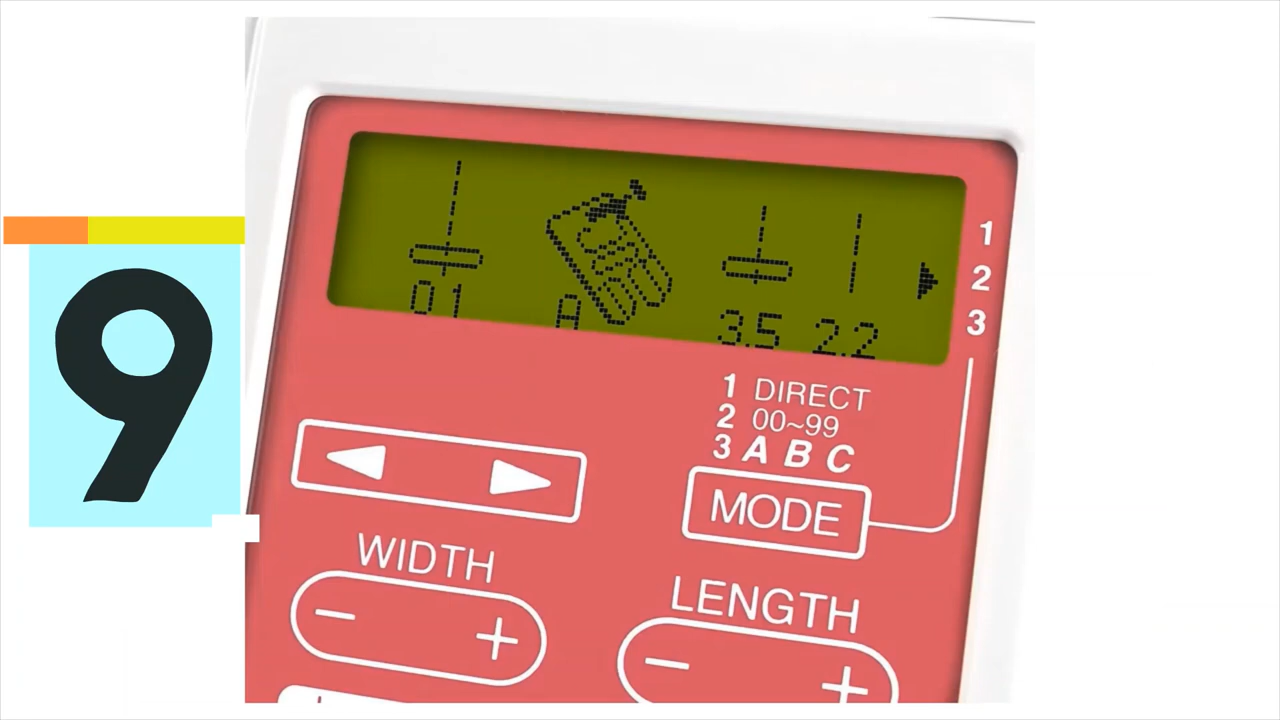 9
01 A 3.5 2.2
1
2
3
1 DIRECT
2 00~99
3 A B C
MODE
WIDTH
- +
LENGTH
- +